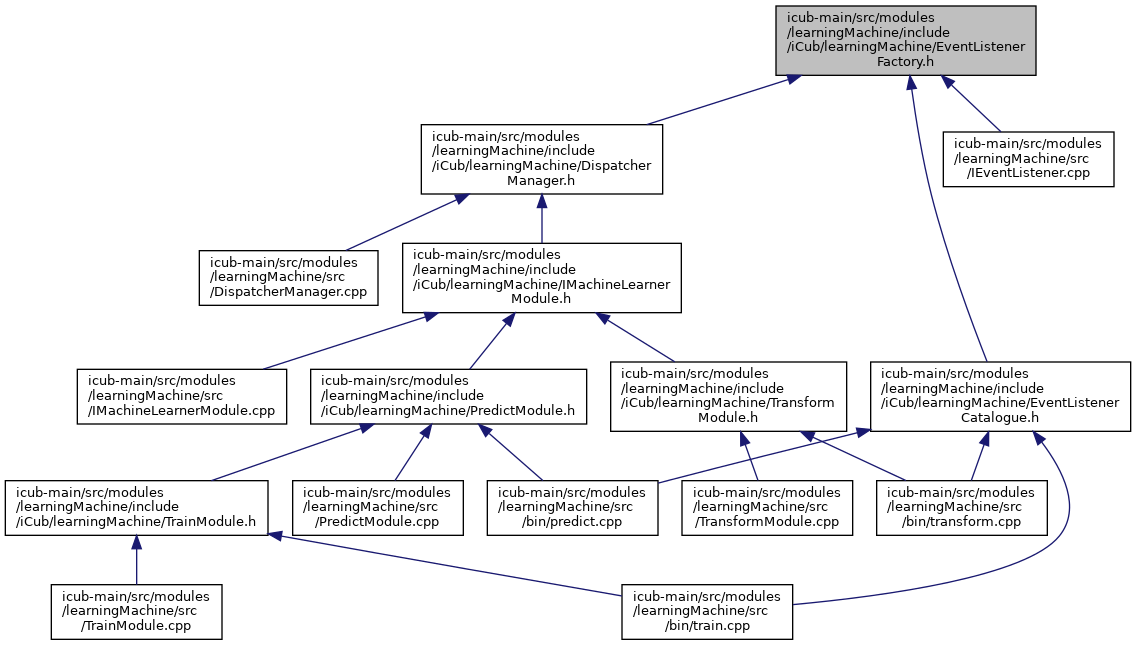 icub-main/src/modules
/learningMachine/include
/iCub/learningMachine/EventListener
Factory.h
icub-main/src/modules
/learningMachine/include
/iCub/learningMachine/Dispatcher
Manager.h
icub-main/src/modules
/learningMachine/src
/IEventListener.cpp
icub-main/src/modules
/learningMachine/src
/DispatcherManager.cpp
icub-main/src/modules
/learningMachine/include
/iCub/learningMachine/IMachineLearner
Module.h
icub-main/src/modules
/learningMachine/src
/IMachineLearnerModule.cpp
icub-main/src/modules
/learningMachine/include
/iCub/learningMachine/PredictModule.h
icub-main/src/modules
/learningMachine/include
/iCub/learningMachine/Transform
Module.h
icub-main/src/modules
/learningMachine/include
/iCub/learningMachine/EventListener
Catalogue.h
icub-main/src/modules
/learningMachine/include
/iCub/learningMachine/TrainModule.h
icub-main/src/modules
/learningMachine/src
/PredictModule.cpp
icub-main/src/modules
/learningMachine/src
/bin/predict.cpp
icub-main/src/modules
/learningMachine/src
/TransformModule.cpp
icub-main/src/modules
/learningMachine/src
/bin/transform.cpp
icub-main/src/modules
/learningMachine/src
/TrainModule.cpp
icub-main/src/modules
/learningMachine/src
/bin/train.cpp